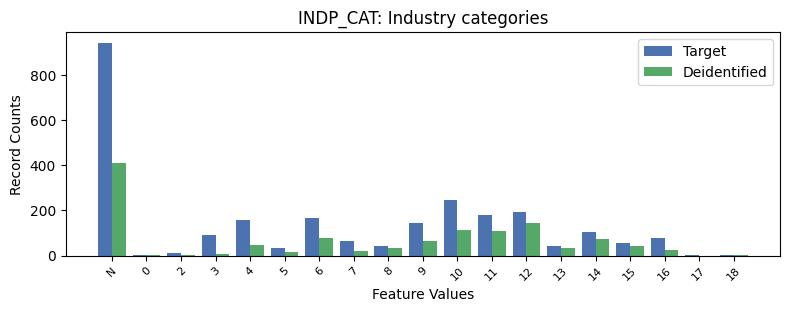 INDP_CAT: Industry categories
Record Counts
800
600
400
200
0
Target
Deidentified
N 0 2 3 4 5 6 7 8 9 10 11 12 13 14 15 16 17 18
Feature Values